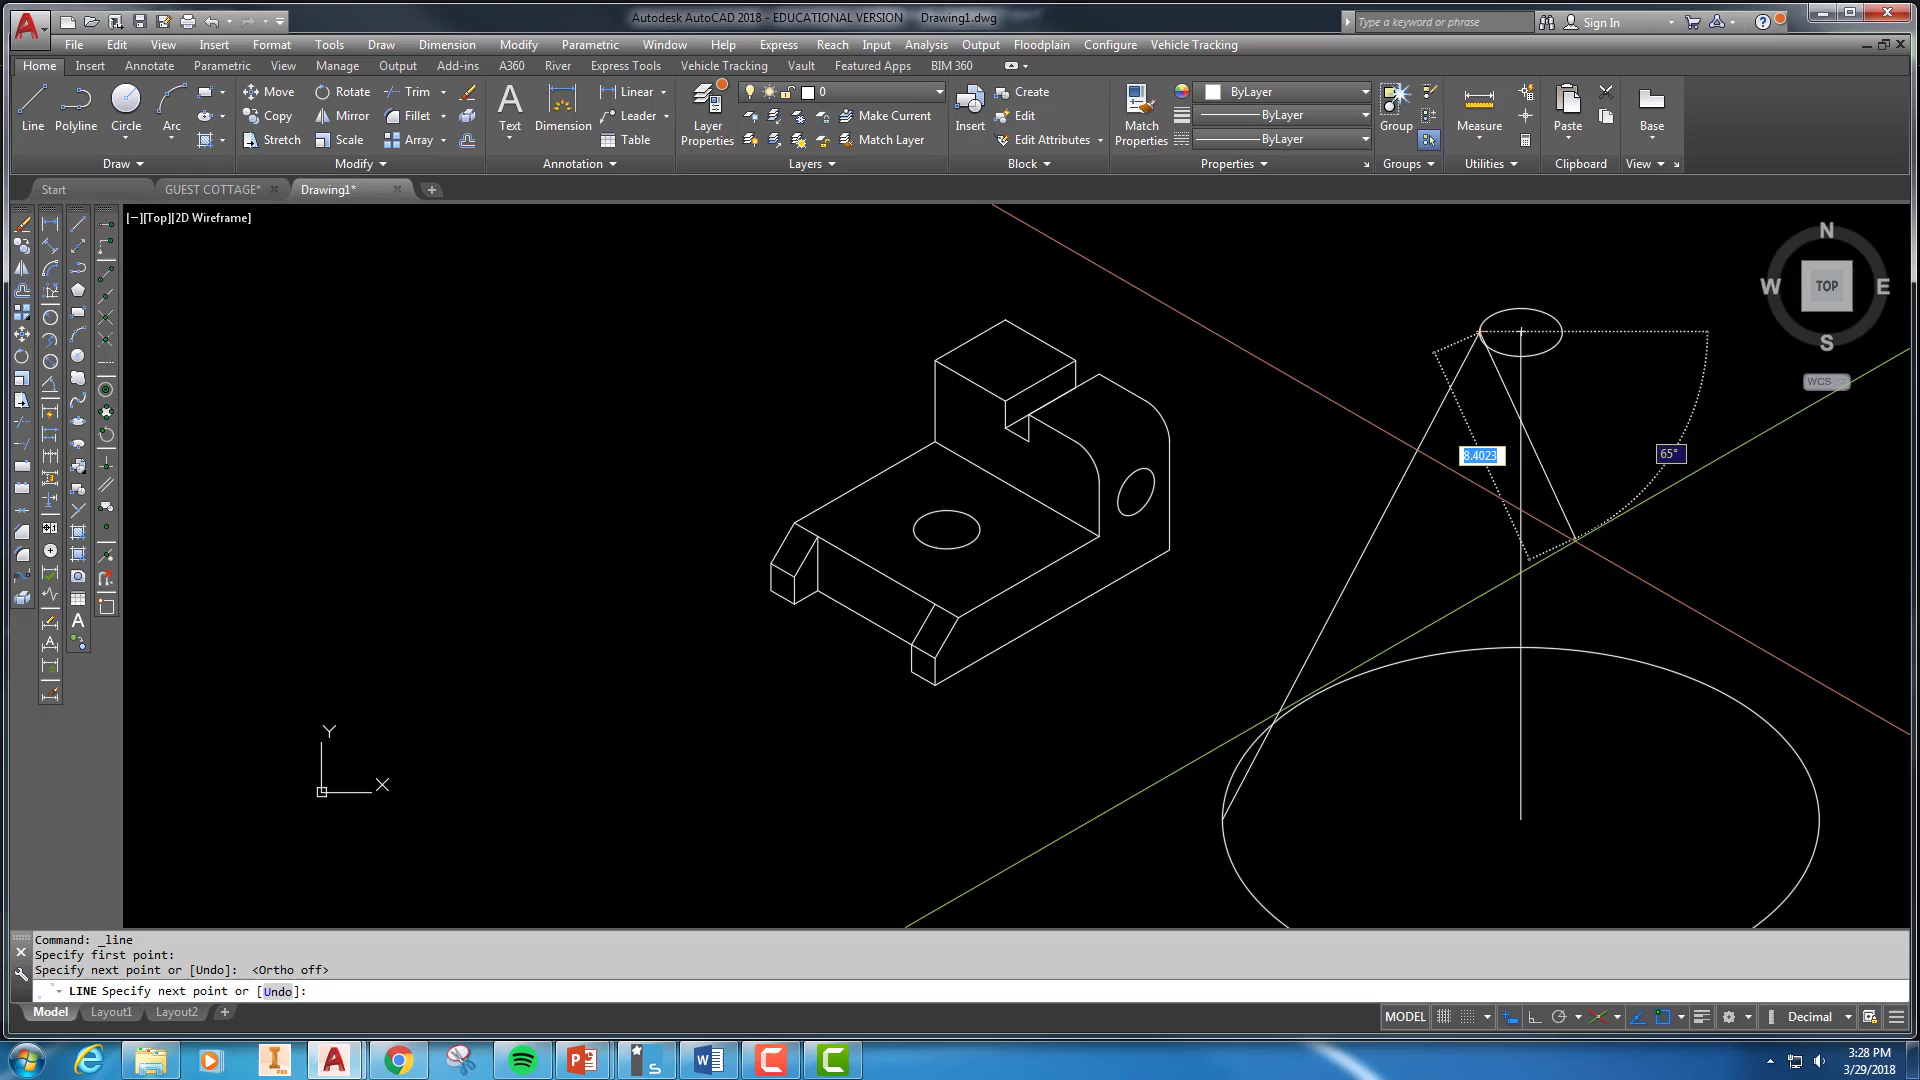 Autodesk AutoCAD 2018 - EDUCATIONAL VERSION Drawing1.dwg
Type a keyword or phrase
Sign In
File Edit View Insert Format Tools Draw Dimension Modify Parametric Window Help Express Reach Input Analysis Output Floodplain Configure Vehicle Tracking
Home Insert Annotate Parametric View Manage Output Add-ins A360 River Express Tools Vehicle Tracking Vault Featured Apps BIM 360
Move Rotate Trim Linear 0 Create ByLayer
Copy Mirror Fillet Leader Make Current Edit ByLayer
Line Polyline Circle Arc Text Dimension Layer Properties Insert Match Properties Group Measure Paste Base
Stretch Scale Array Table Match Layer Edit Attributes ByLayer
Draw Modify Annotation Layers Block Properties Groups Utilities Clipboard View
Start GUEST COTTAGE* Drawing1*
[−][Top][2D Wireframe]
N
W TOP E
S
WCS
8.4023
65°
Y
X
A
A
Command: _line
Specify first point:
Specify next point or [Undo]: <Ortho off>
LINE Specify next point or [Undo]:
Model Layout1 Layout2
MODEL Decimal
3:28 PM
3/29/2018